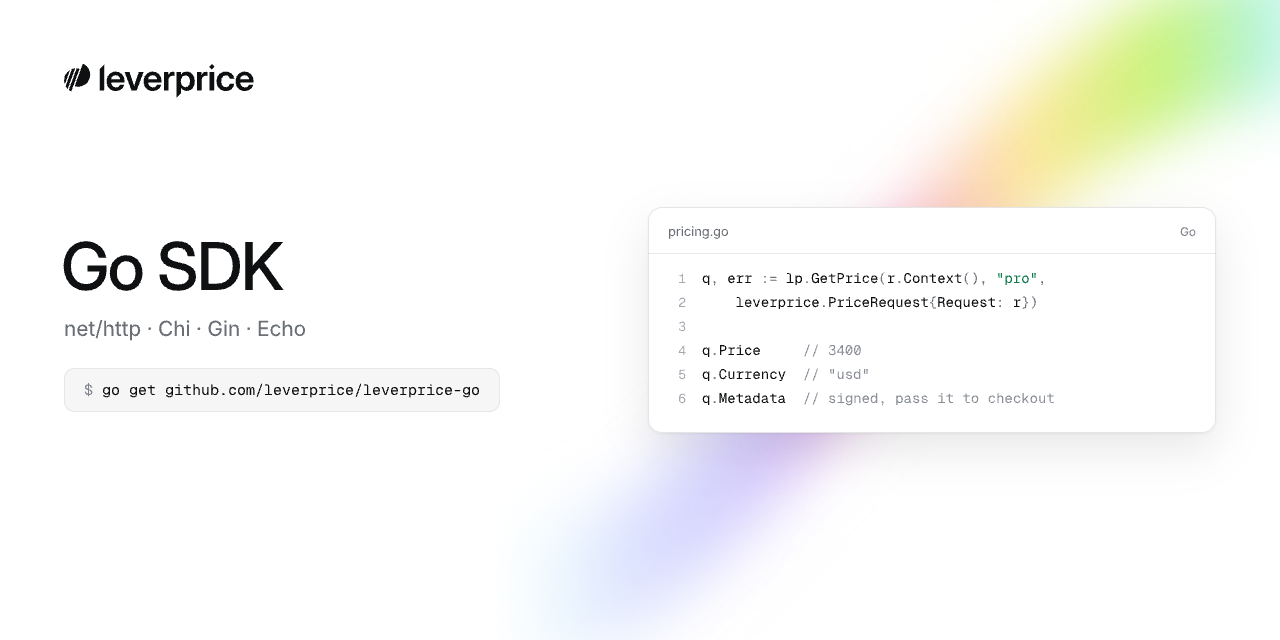 leverprice
Go SDK
net/http · Chi · Gin · Echo
$ go get github.com/leverprice/leverprice-go
pricing.go
Go
1 q, err := lp.GetPrice(r.Context(), "pro",
2     leverprice.PriceRequest{Request: r})
3
4 q.Price     // 3400
5 q.Currency  // "usd"
6 q.Metadata  // signed, pass it to checkout